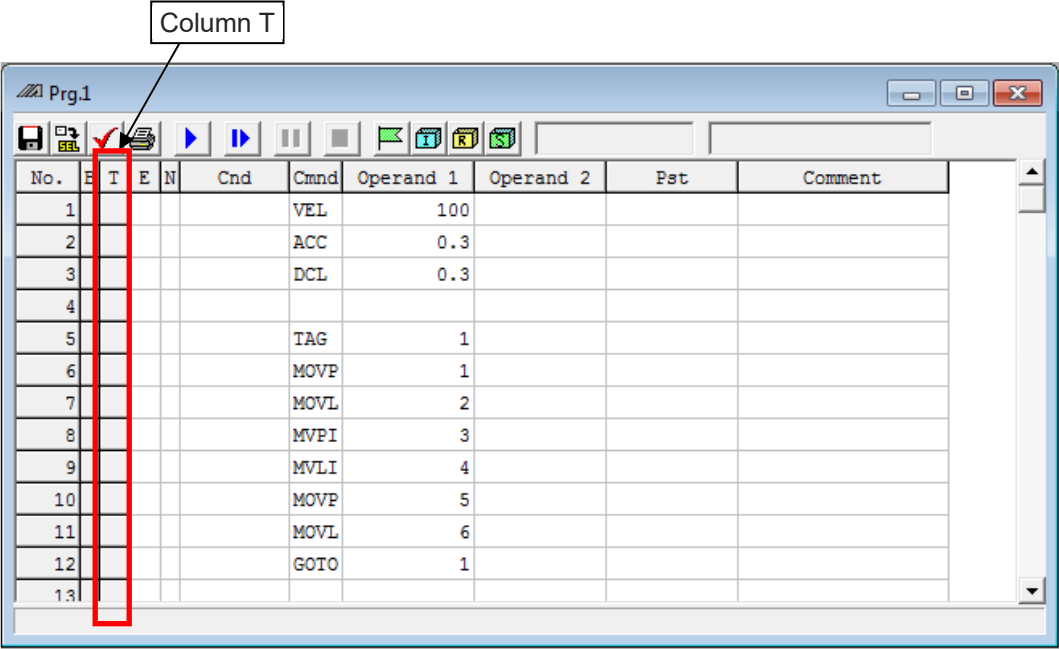 Column T
Prg.1
SEL I R S
No. B T E N Cnd Cmnd Operand 1 Operand 2 Pst Comment
1 VEL 100
2 ACC 0.3
3 DCL 0.3
4
5 TAG 1
6 MOVP 1
7 MOVL 2
8 MVPI 3
9 MVLI 4
10 MOVP 5
11 MOVL 6
12 GOTO 1
13